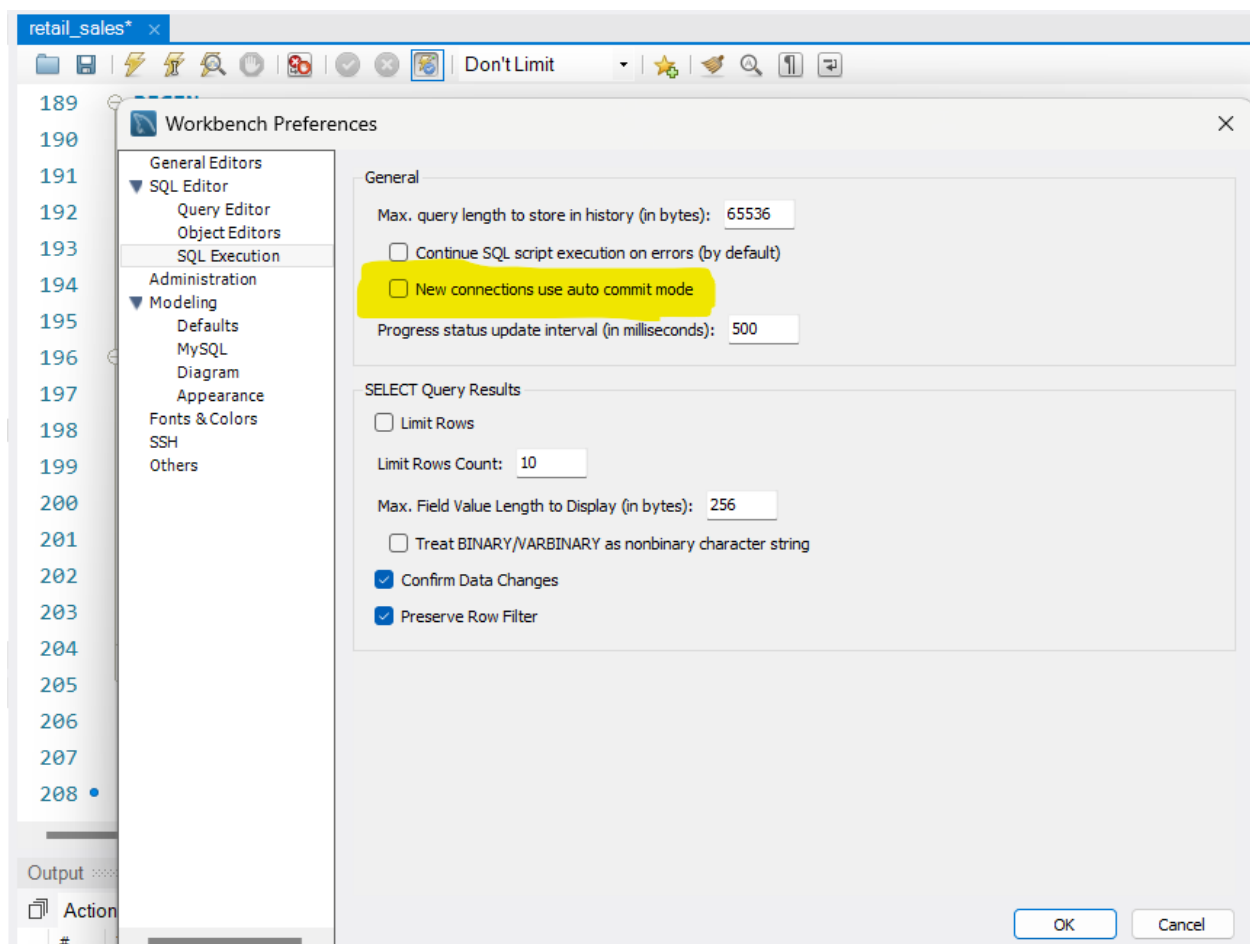 retail_sales*
Don't Limit
189 BEGIN
190
191
192
193
194
195
196
197
198
199
200
201
202
203
204
205
206
207
208
Output
Action
#
Workbench Preferences
General Editors
SQL Editor
Query Editor
Object Editors
SQL Execution
Administration
Modeling
Defaults
MySQL
Diagram
Appearance
Fonts & Colors
SSH
Others
General
Max. query length to store in history (in bytes): 65536
Continue SQL script execution on errors (by default)
New connections use auto commit mode
Progress status update interval (in milliseconds): 500
SELECT Query Results
Limit Rows
Limit Rows Count: 10
Max. Field Value Length to Display (in bytes): 256
Treat BINARY/VARBINARY as nonbinary character string
Confirm Data Changes
Preserve Row Filter
OK Cancel